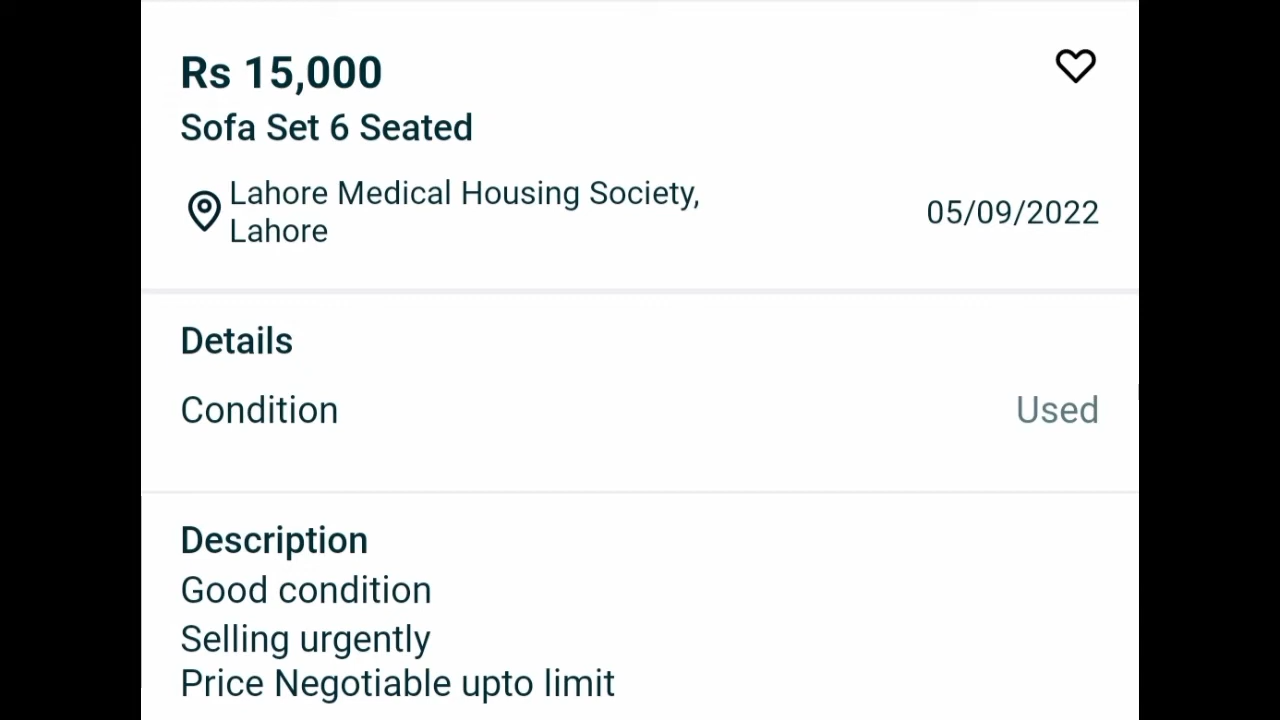 Rs 15,000
Sofa Set 6 Seated
Lahore Medical Housing Society,
Lahore
05/09/2022
Details
Condition Used
Description
Good condition
Selling urgently
Price Negotiable upto limit